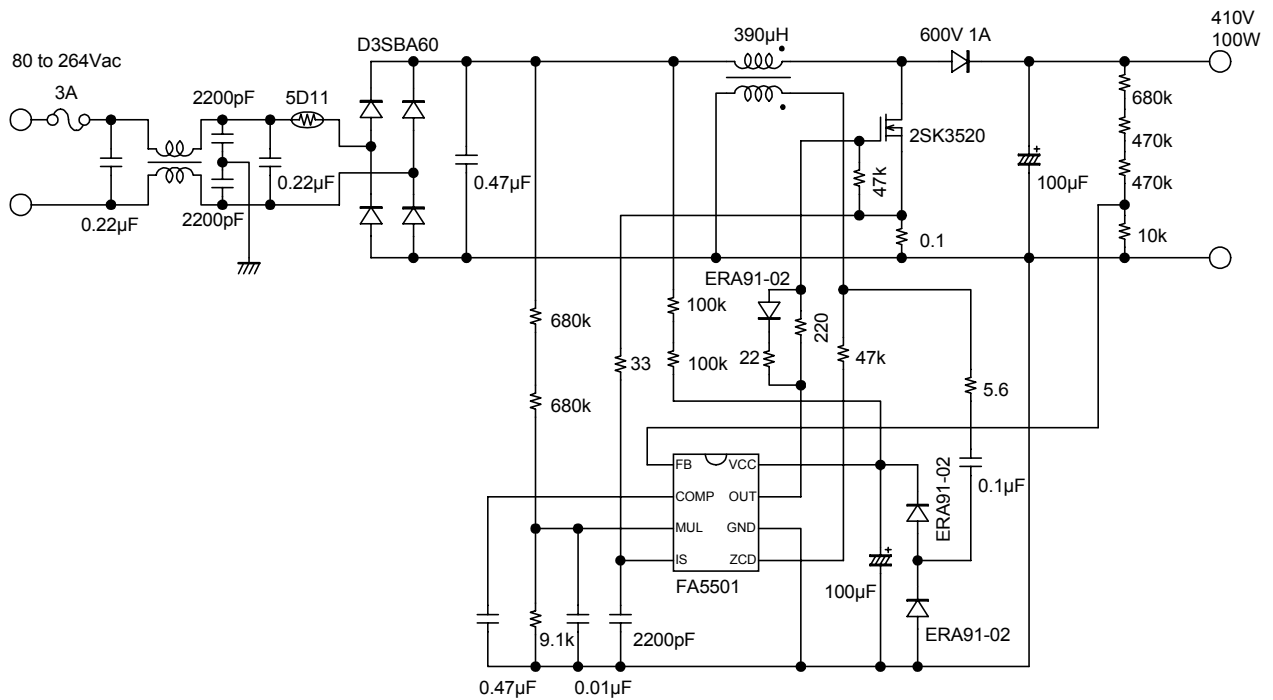 410V
100W
390µH
600V 1A
D3SBA60
80 to 264Vac
3A
2200pF
5D11
680k
2SK3520
470k
47k
0.47µF
0.22µF
100µF
470k
2200pF
0.22µF
0.1
10k
ERA91-02
100k
680k
220
33
100k
22
47k
5.6
680k
FB
VCC
0.1µF
ERA91-02
COMP
OUT
MUL
GND
IS
ZCD
FA5501
100µF
9.1k
2200pF
ERA91-02
0.47µF
0.01µF